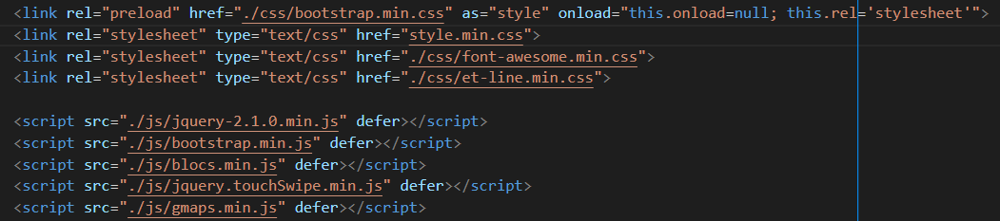 <link rel="preload" href="./css/bootstrap.min.css" as="style" onload="this.onload=null; this.rel='stylesheet'">
<link rel="stylesheet" type="text/css" href="style.min.css">
<link rel="stylesheet" type="text/css" href="./css/font-awesome.min.css">
<link rel="stylesheet" type="text/css" href="./css/et-line.min.css">
<script src="./js/jquery-2.1.0.min.js" defer></script>
<script src="./js/bootstrap.min.js" defer></script>
<script src="./js/blocs.min.js" defer></script>
<script src="./js/jquery.touchSwipe.min.js" defer></script>
<script src="./js/gmaps.min.js" defer></script>